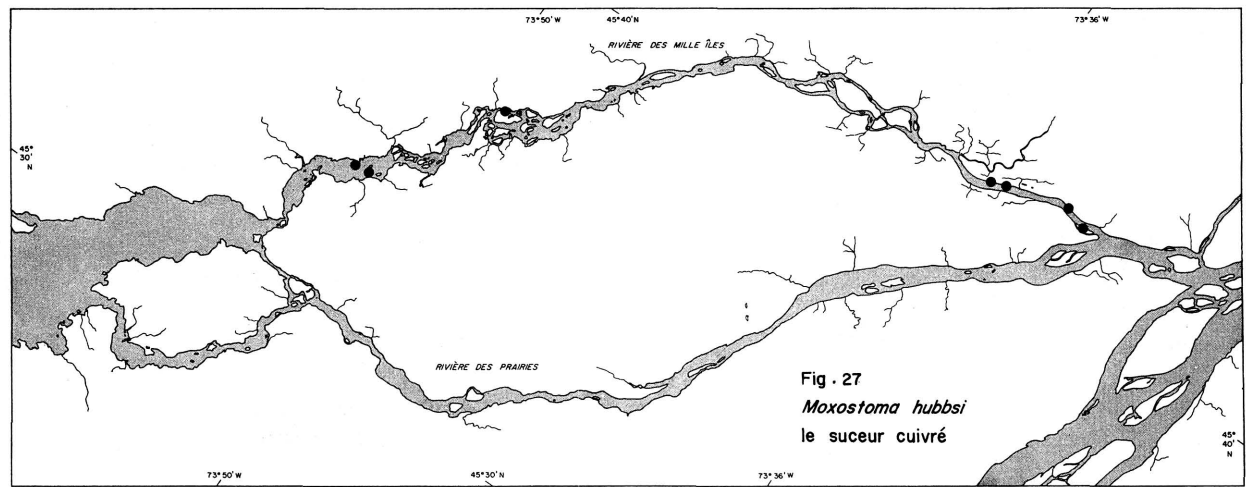 73° 50' W
45° 40'
73° 36' W
RIVIÈRE DES MILLE ÎLES
45°
30'
N
RIVIÈRE DES PRAIRIES
Fig. 27
Moxostoma hubbsi
le suceur cuivré
45°
40'
N
73° 50' W
45° 30' N
73° 36' W